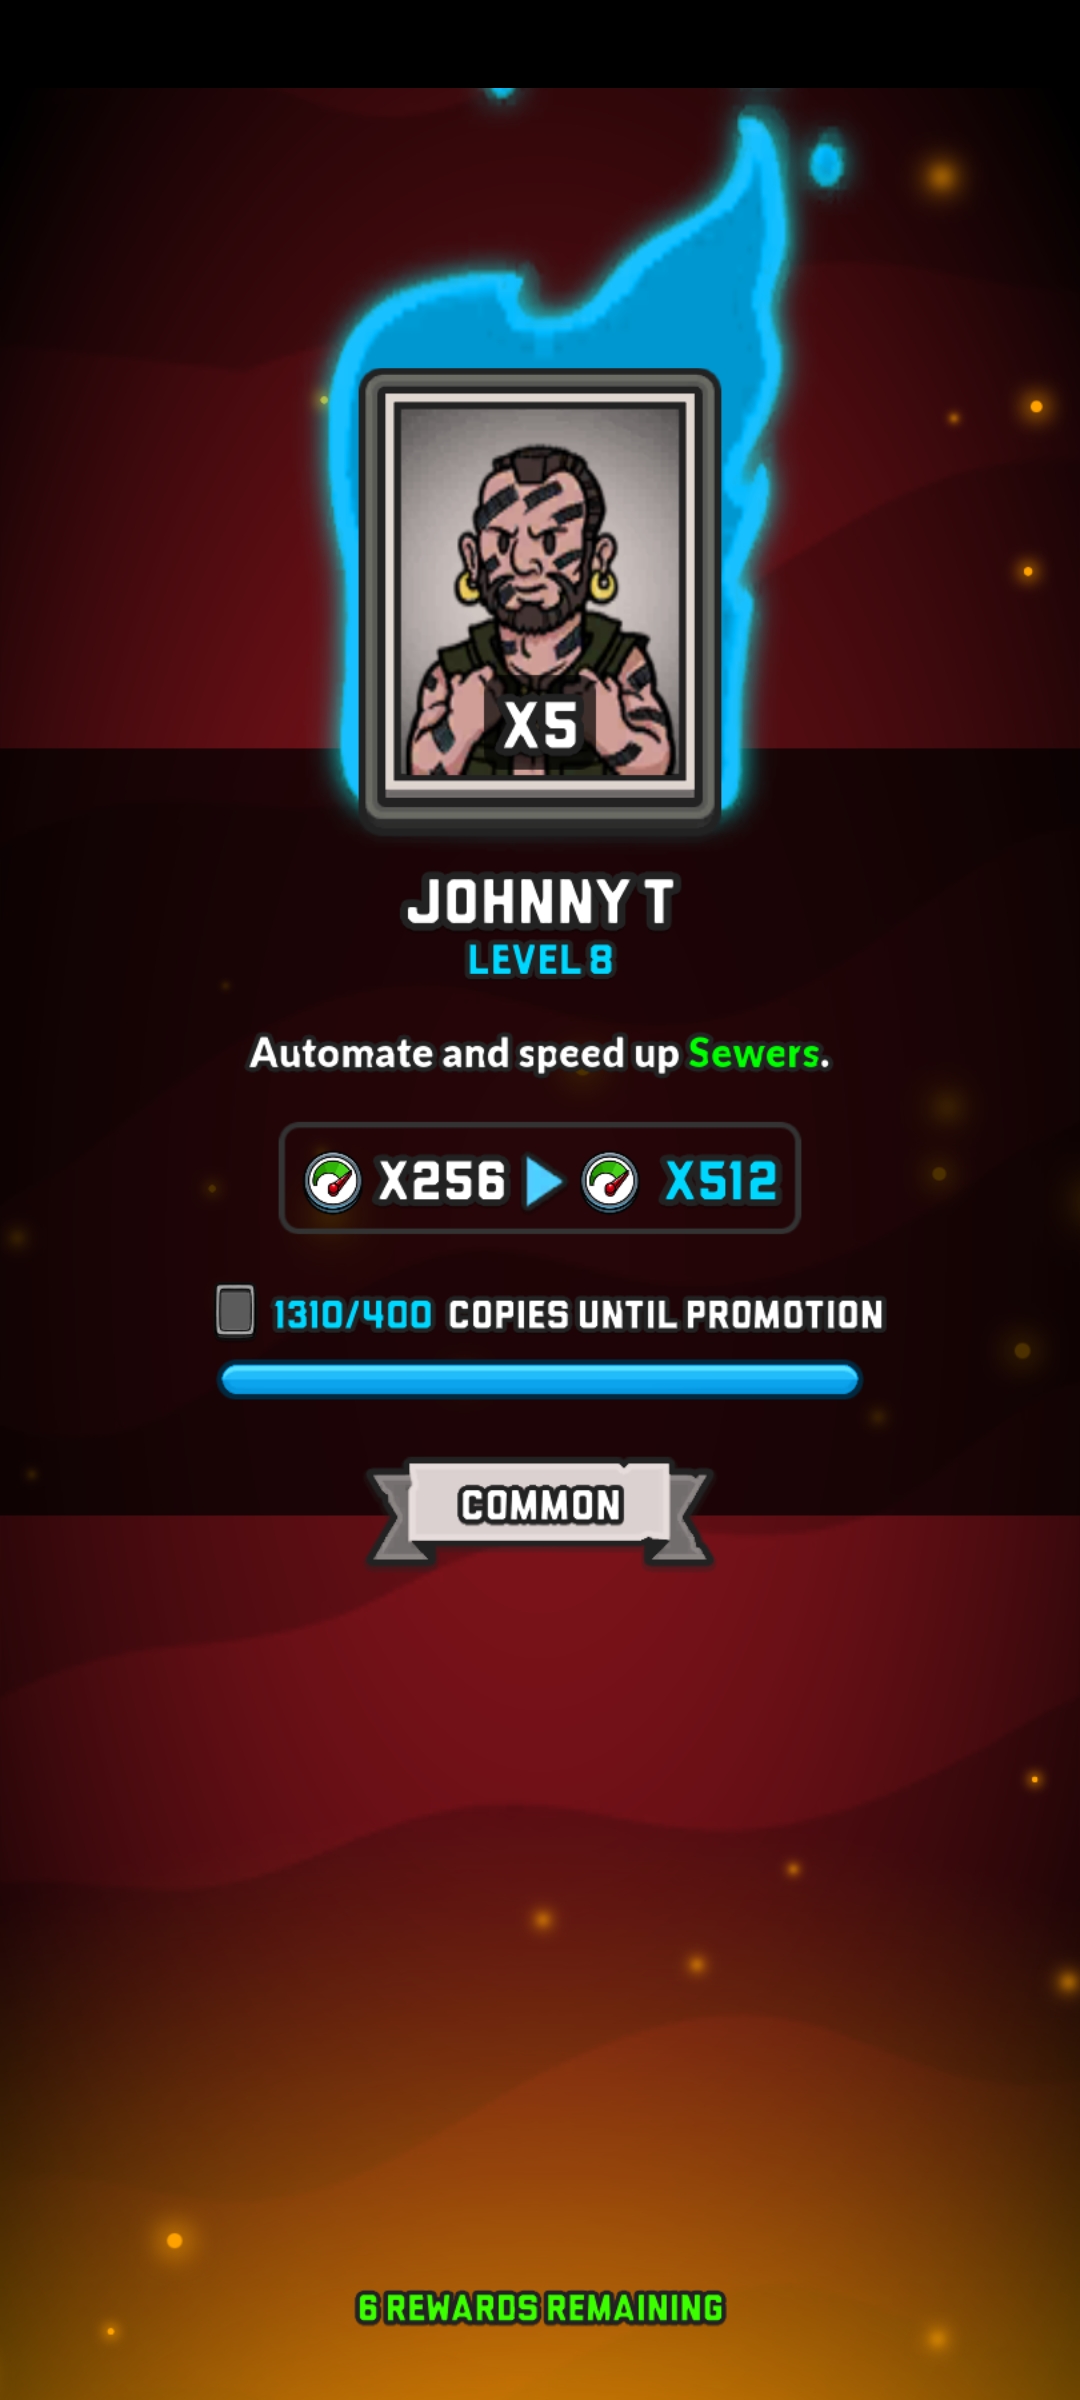 X5
JOHNNY T
LEVEL 8
Automate and speed up Sewers.
X256 X512
1310/400 COPIES UNTIL PROMOTION
COMMON
6 REWARDS REMAINING